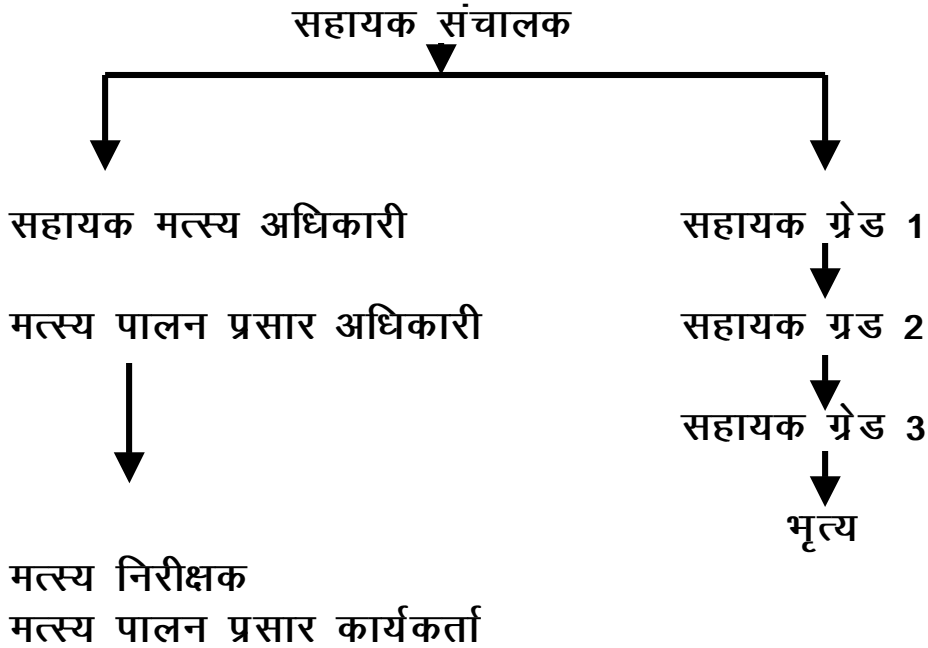 सहायक संचालक
सहायक मत्स्य अधिकारी
सहायक ग्रेड 1
मत्स्य पालन प्रसार अधिकारी
सहायक ग्रड 2
सहायक ग्रेड 3
भृत्य
मत्स्य निरीक्षक
मत्स्य पालन प्रसार कार्यकर्ता